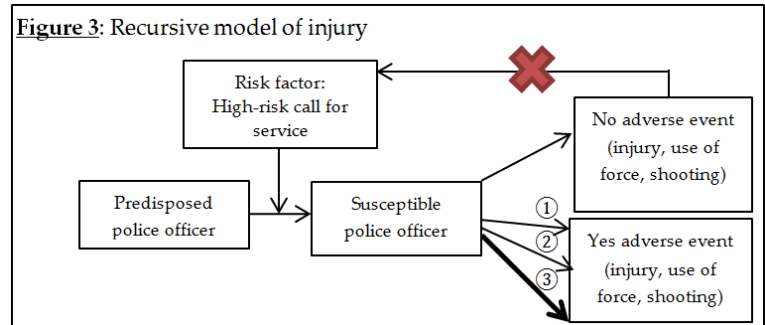 Figure 3: Recursive model of injury
Risk factor:
High-risk call for
service
No adverse event
(injury, use of
force, shooting)
Predisposed
police officer
Susceptible
police officer
①
②
③
Yes adverse event
(injury, use of
force, shooting)